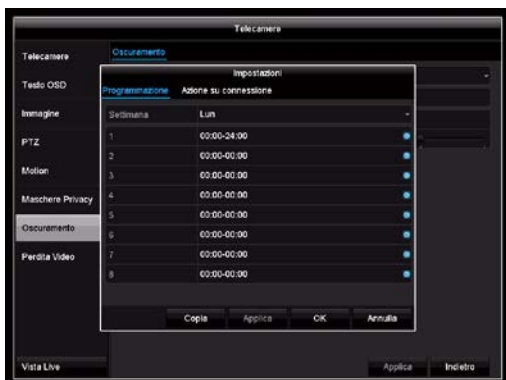 Telecamere
Telecamere
Oscuramento
Testo OSD
Immagine
PTZ
Motion
Maschere Privacy
Oscuramento
Perdita Video
Impostazioni
Programmazione Azione su connessione
Settimana Lun
1 00:00-24:00
2 00:00-00:00
3 00:00-00:00
4 00:00-00:00
5 00:00-00:00
6 00:00-00:00
7 00:00-00:00
8 00:00-00:00
Copia Applica OK Annulla
Vista Live Applica Indietro